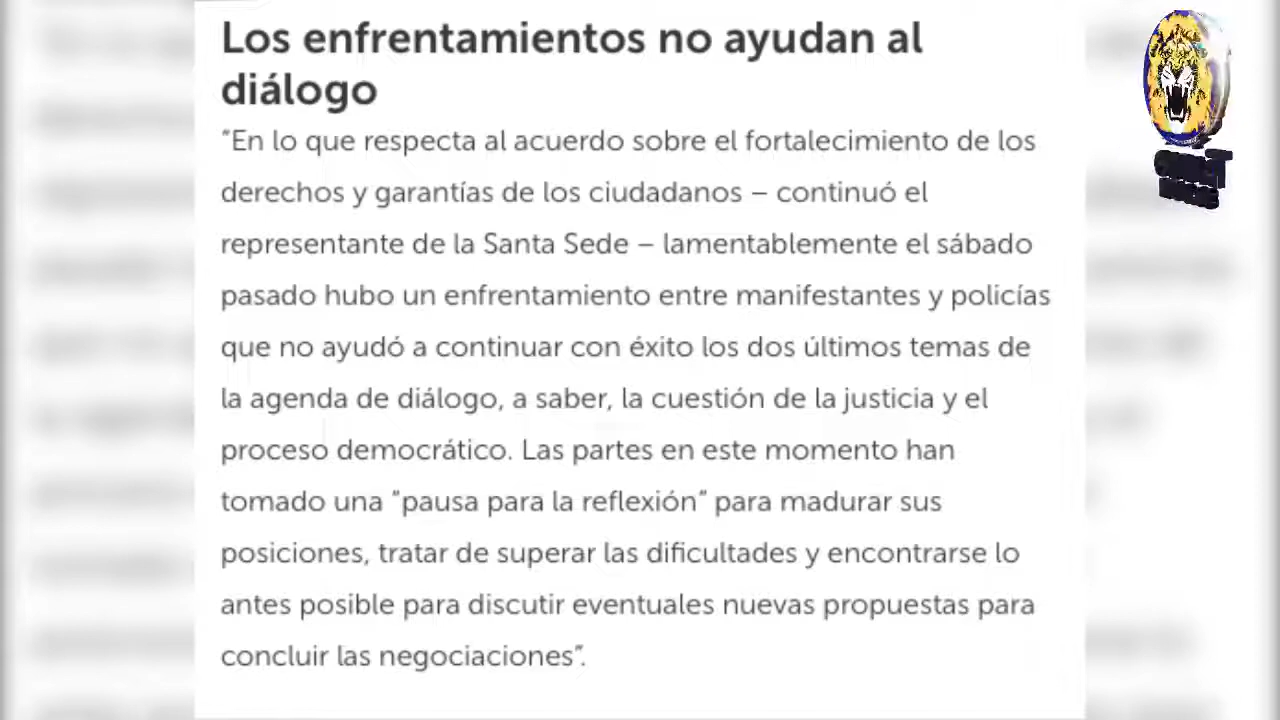 Los enfrentamientos no ayudan al
diálogo
“En lo que respecta al acuerdo sobre el fortalecimiento de los
derechos y garantías de los ciudadanos – continuó el
representante de la Santa Sede – lamentablemente el sábado
pasado hubo un enfrentamiento entre manifestantes y policías
que no ayudó a continuar con éxito los dos últimos temas de
la agenda de diálogo, a saber, la cuestión de la justicia y el
proceso democrático. Las partes en este momento han
tomado una “pausa para la reflexión” para madurar sus
posiciones, tratar de superar las dificultades y encontrarse lo
antes posible para discutir eventuales nuevas propuestas para
concluir las negociaciones”.